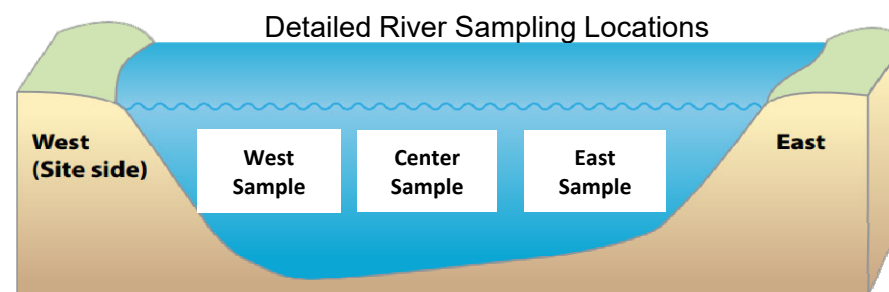 Detailed River Sampling Locations
West
(Site side)
West
Sample
Center
Sample
East
Sample
East